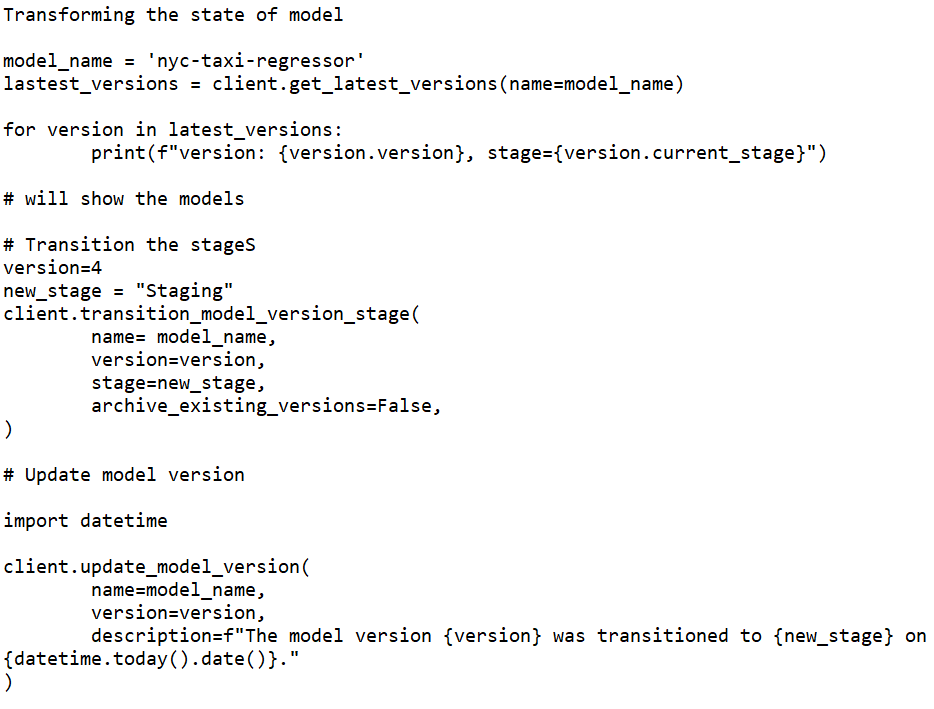 Transforming the state of model
model_name = 'nyc-taxi-regressor'
lastest_versions = client.get_latest_versions(name=model_name)
for version in latest_versions:
print(f"version: {version.version}, stage={version.current_stage}")
# will show the models
# Transition the stageS
version=4
new_stage = "Staging"
client.transition_model_version_stage(
name= model_name,
version=version,
stage=new_stage,
archive_existing_versions=False,
)
# Update model version
import datetime
client.update_model_version(
name=model_name,
version=version,
description=f"The model version {version} was transitioned to {new_stage} on
{datetime.today().date()}."
)